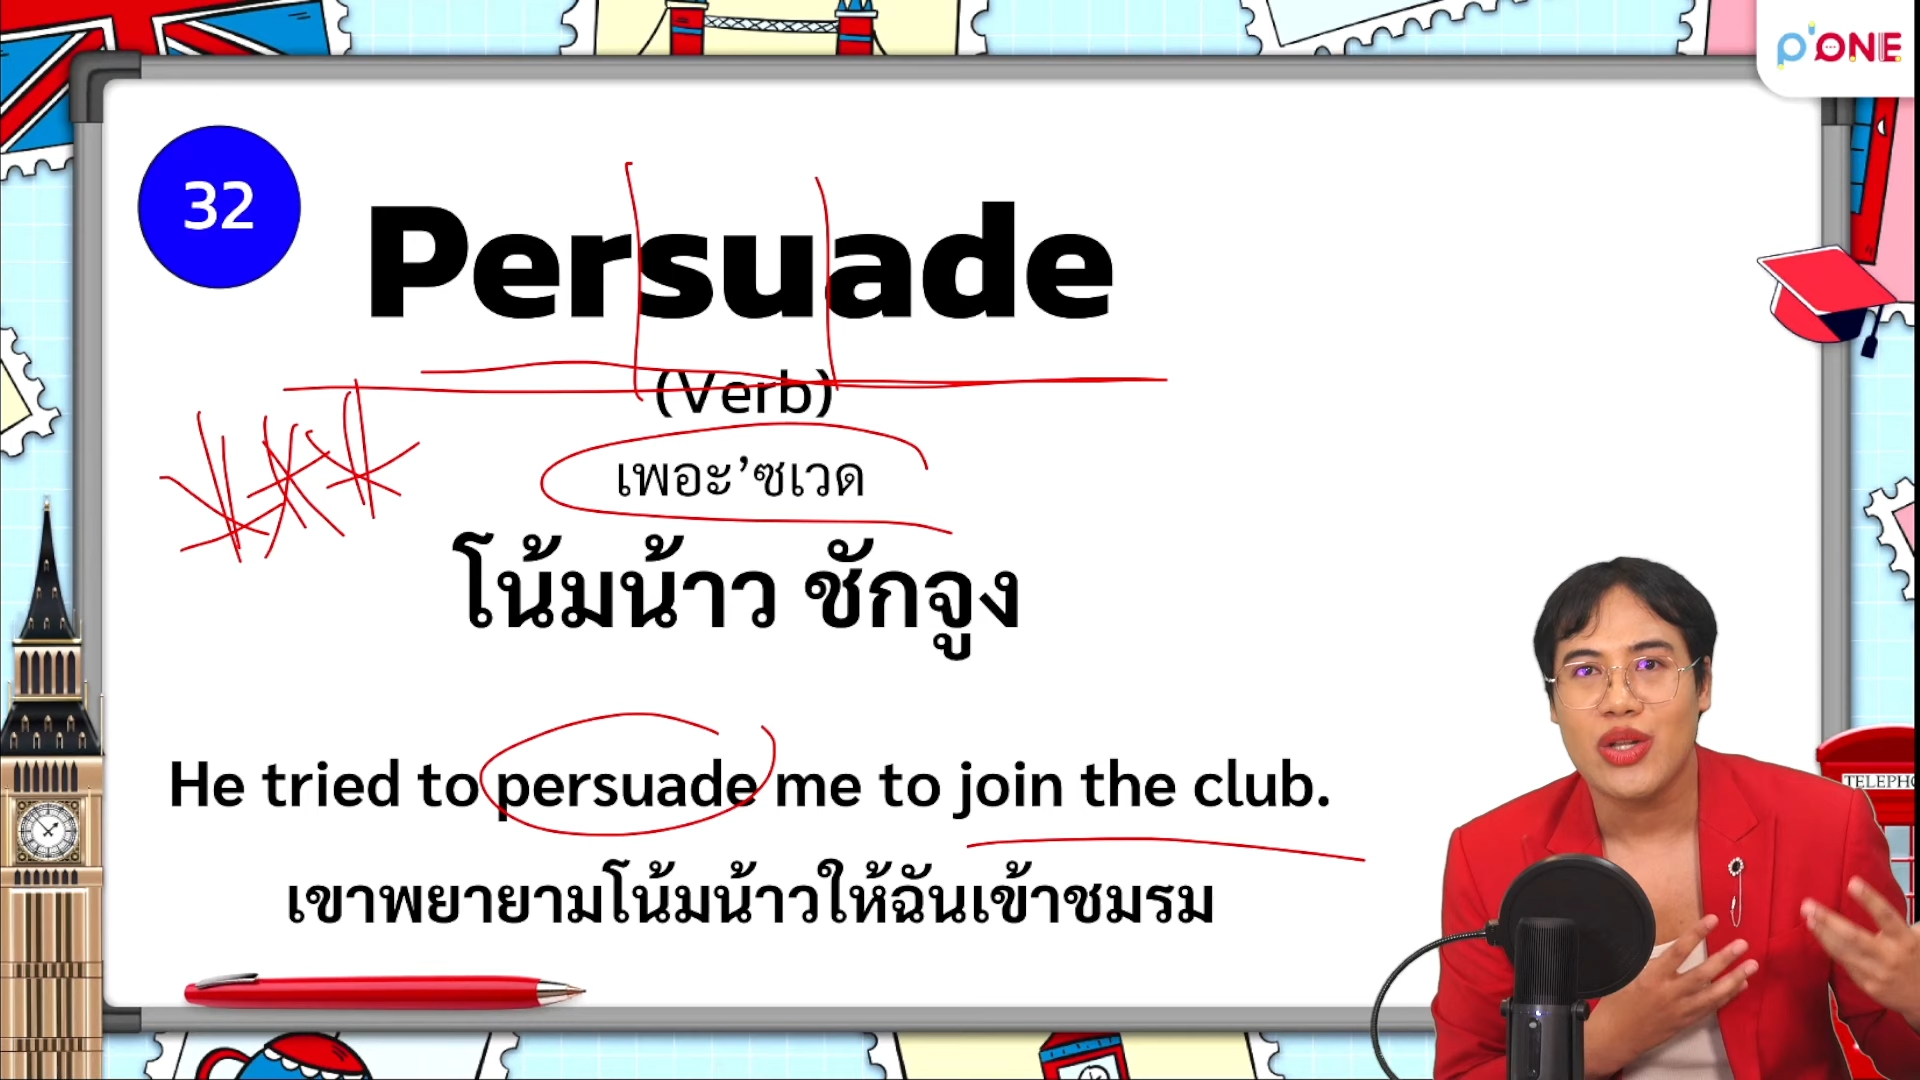 P'ONE
32
Persuade
(Verb)
เพอะ’ซเวด
โน้มน้าว ชักจูง
He tried to persuade me to join the club.
เขาพยายามโน้มน้าวให้ฉันเข้าชมรม